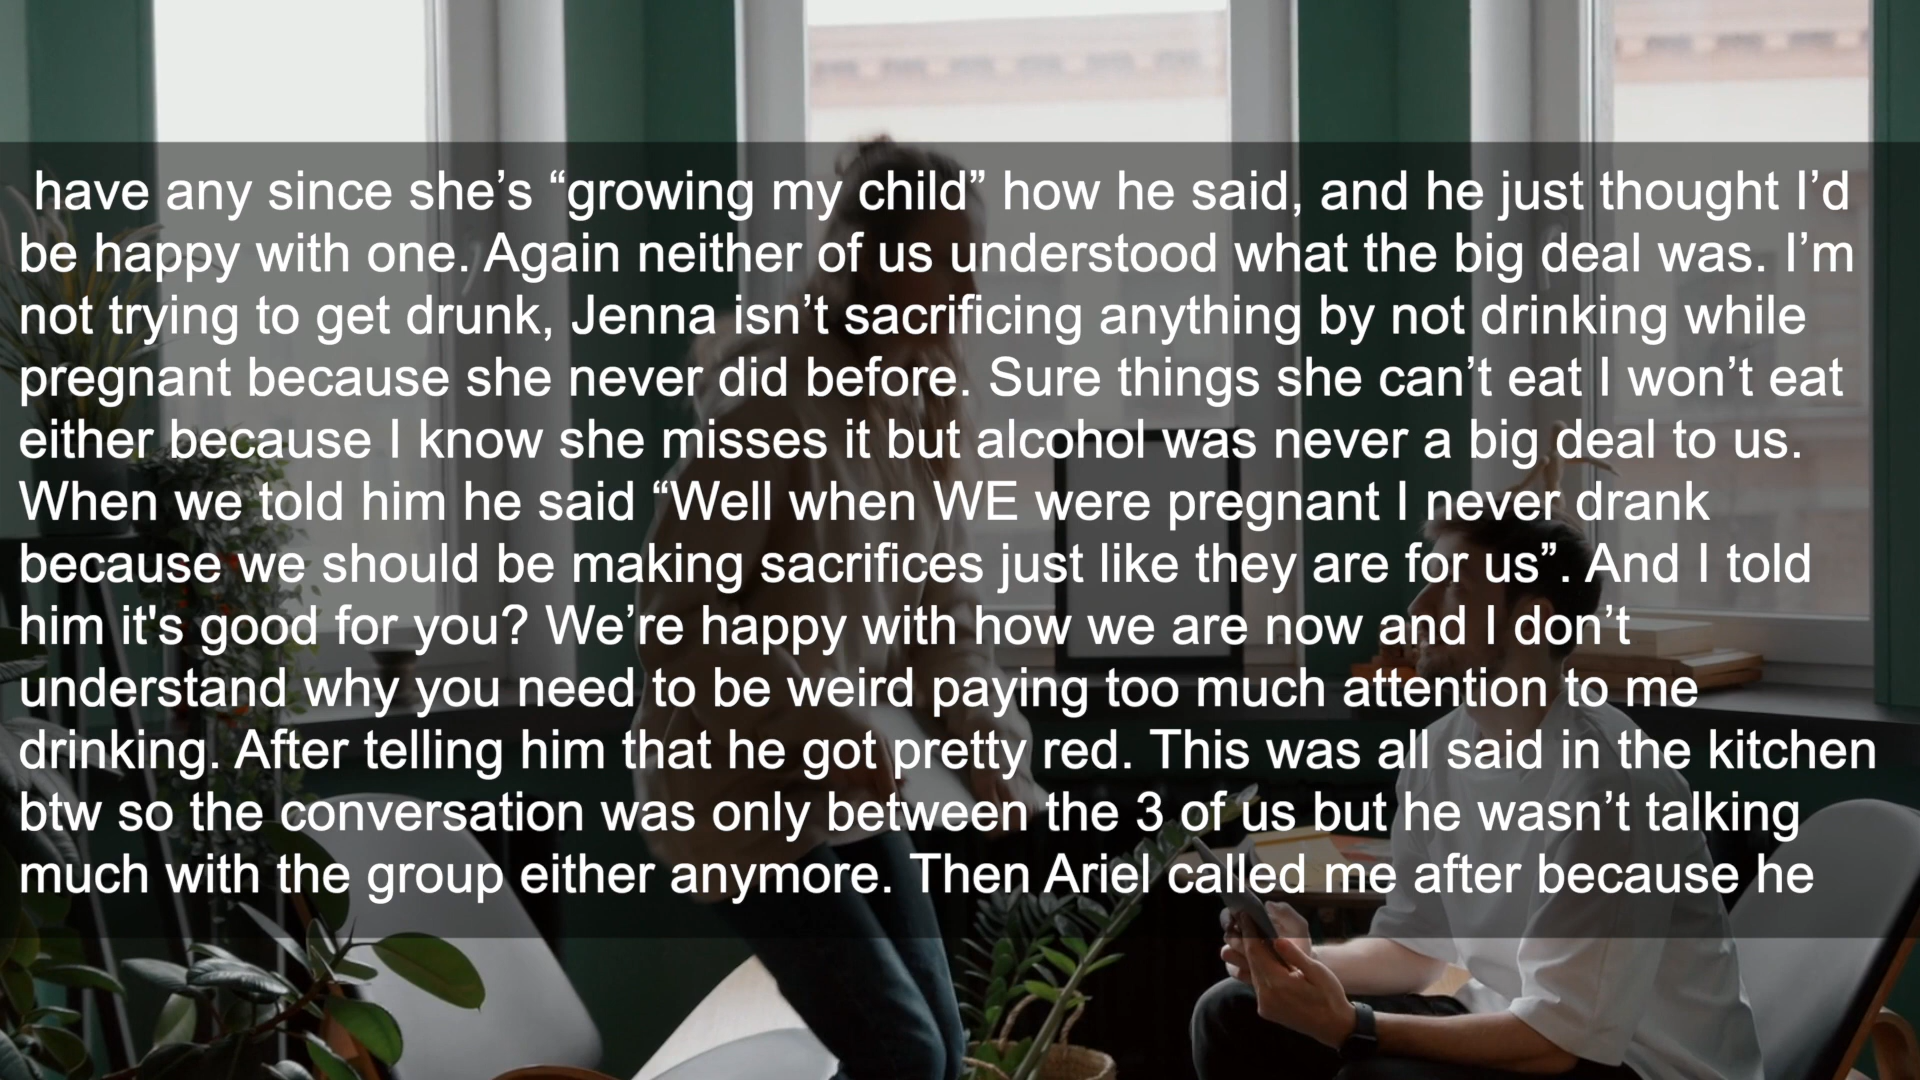 have any since she’s “growing my child” how he said, and he just thought I’d
be happy with one. Again neither of us understood what the big deal was. I’m
not trying to get drunk, Jenna isn’t sacrificing anything by not drinking while
pregnant because she never did before. Sure things she can’t eat I won’t eat
either because I know she misses it but alcohol was never a big deal to us.
When we told him he said “Well when WE were pregnant I never drank
because we should be making sacrifices just like they are for us”. And I told
him it's good for you? We’re happy with how we are now and I don’t
understand why you need to be weird paying too much attention to me
drinking. After telling him that he got pretty red. This was all said in the kitchen
btw so the conversation was only between the 3 of us but he wasn’t talking
much with the group either anymore. Then Ariel called me after because he